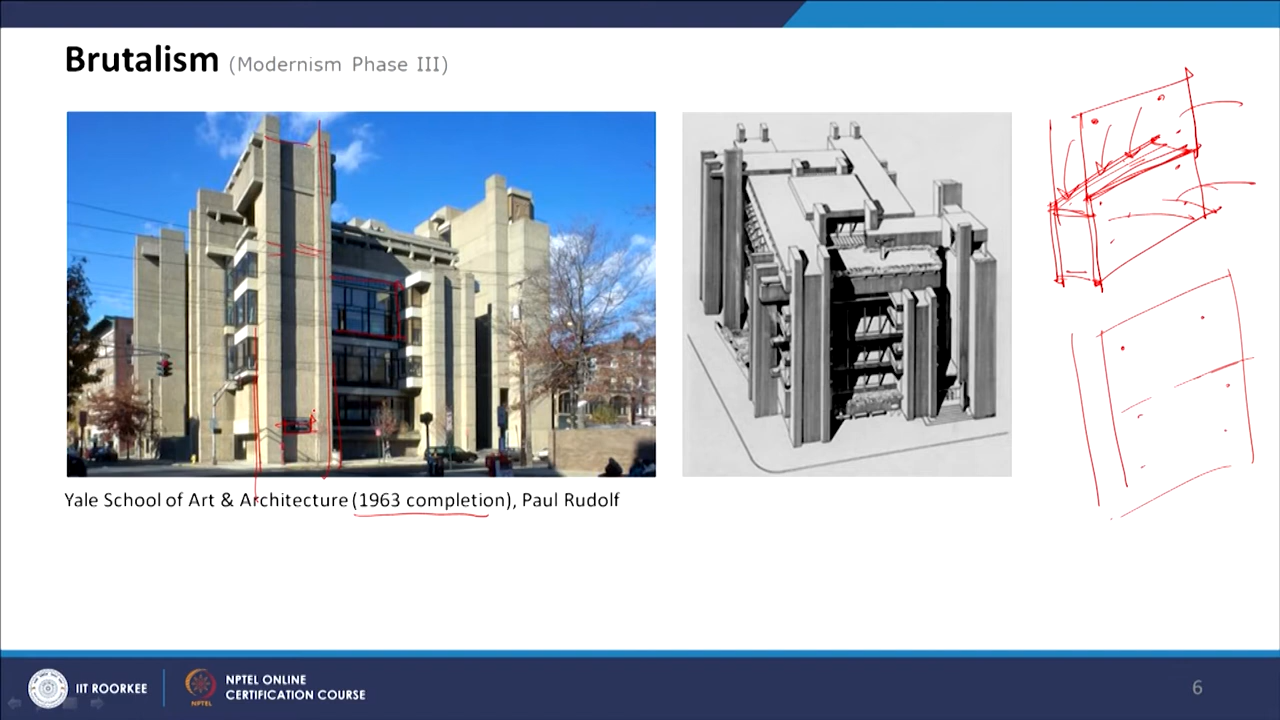 Brutalism (Modernism Phase III)
Yale School of Art & Architecture (1963 completion), Paul Rudolf
IIT ROORKEE
NPTEL ONLINE
CERTIFICATION COURSE
NPTEL
6